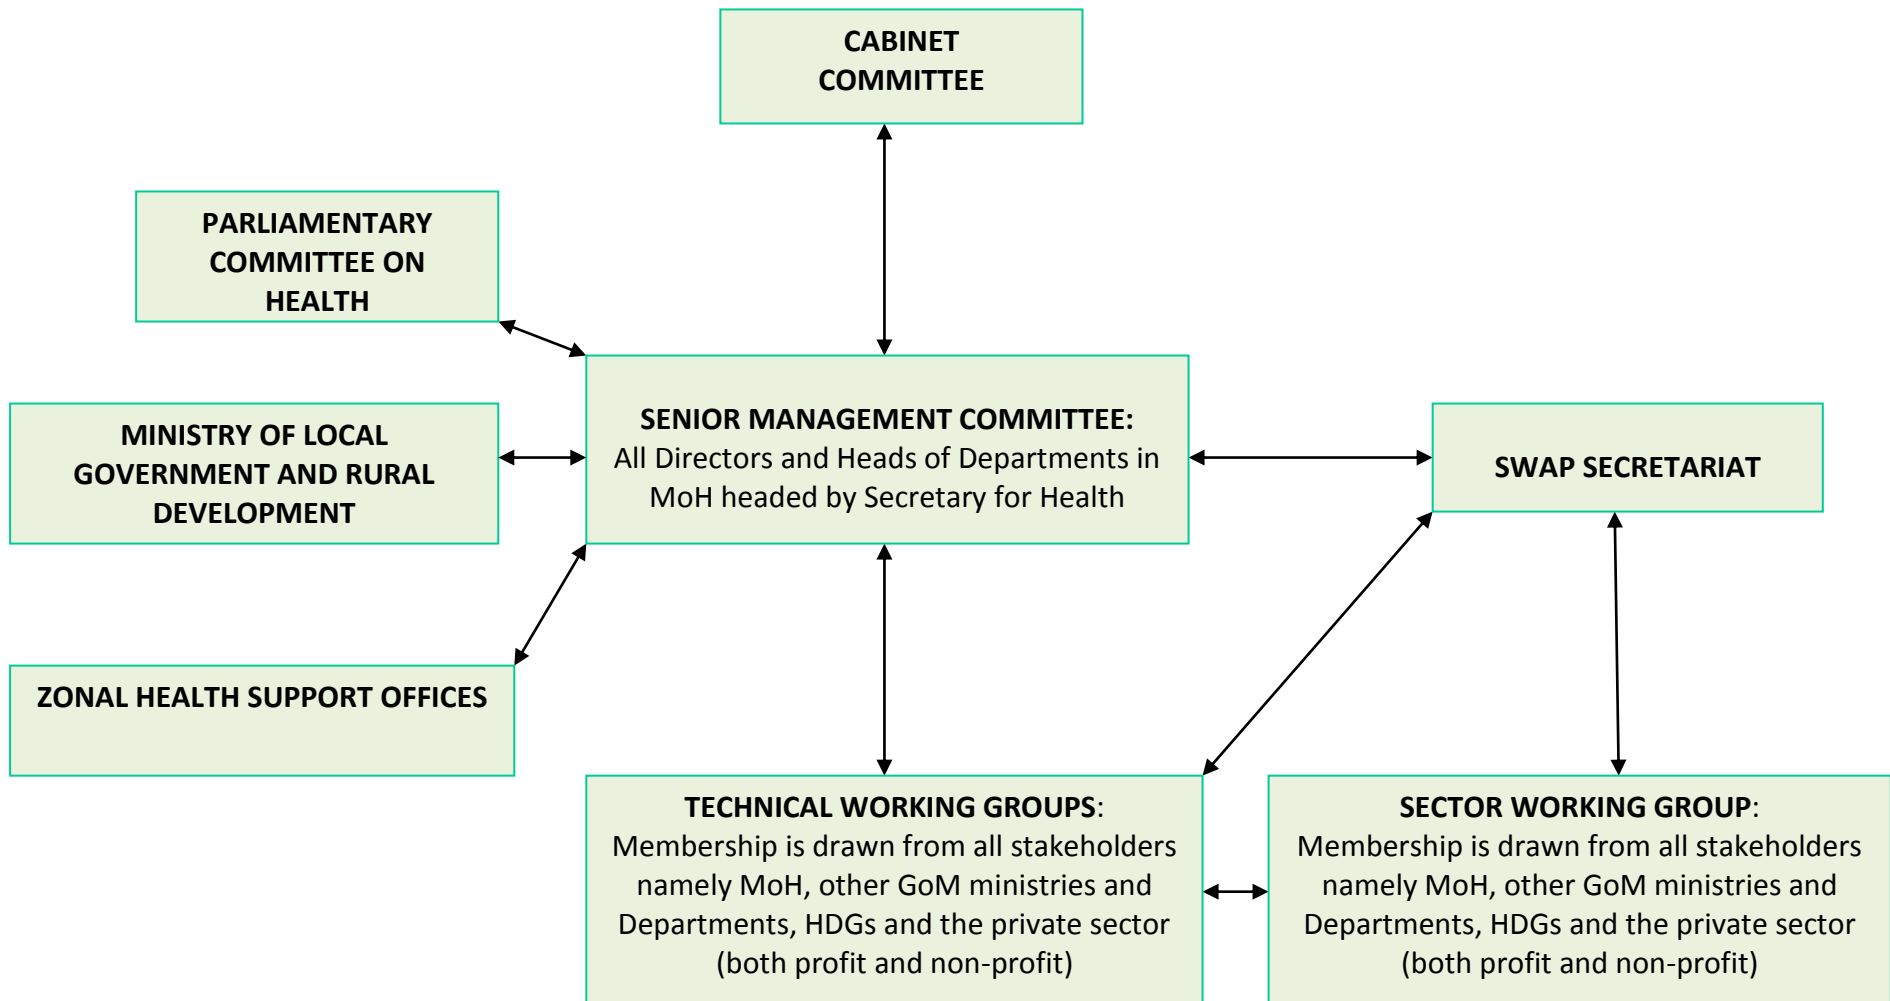 CABINET
COMMITTEE
PARLIAMENTARY
COMMITTEE ON
HEALTH
MINISTRY OF LOCAL
GOVERNMENT AND RURAL
DEVELOPMENT
SENIOR MANAGEMENT COMMITTEE:
All Directors and Heads of Departments in
MoH headed by Secretary for Health
SWAP SECRETARIAT
ZONAL HEALTH SUPPORT OFFICES
TECHNICAL WORKING GROUPS:
Membership is drawn from all stakeholders
namely MoH, other GoM ministries and
Departments, HDGs and the private sector
(both profit and non-profit)
SECTOR WORKING GROUP:
Membership is drawn from all stakeholders
namely MoH, other GoM ministries and
Departments, HDGs and the private sector
(both profit and non-profit)